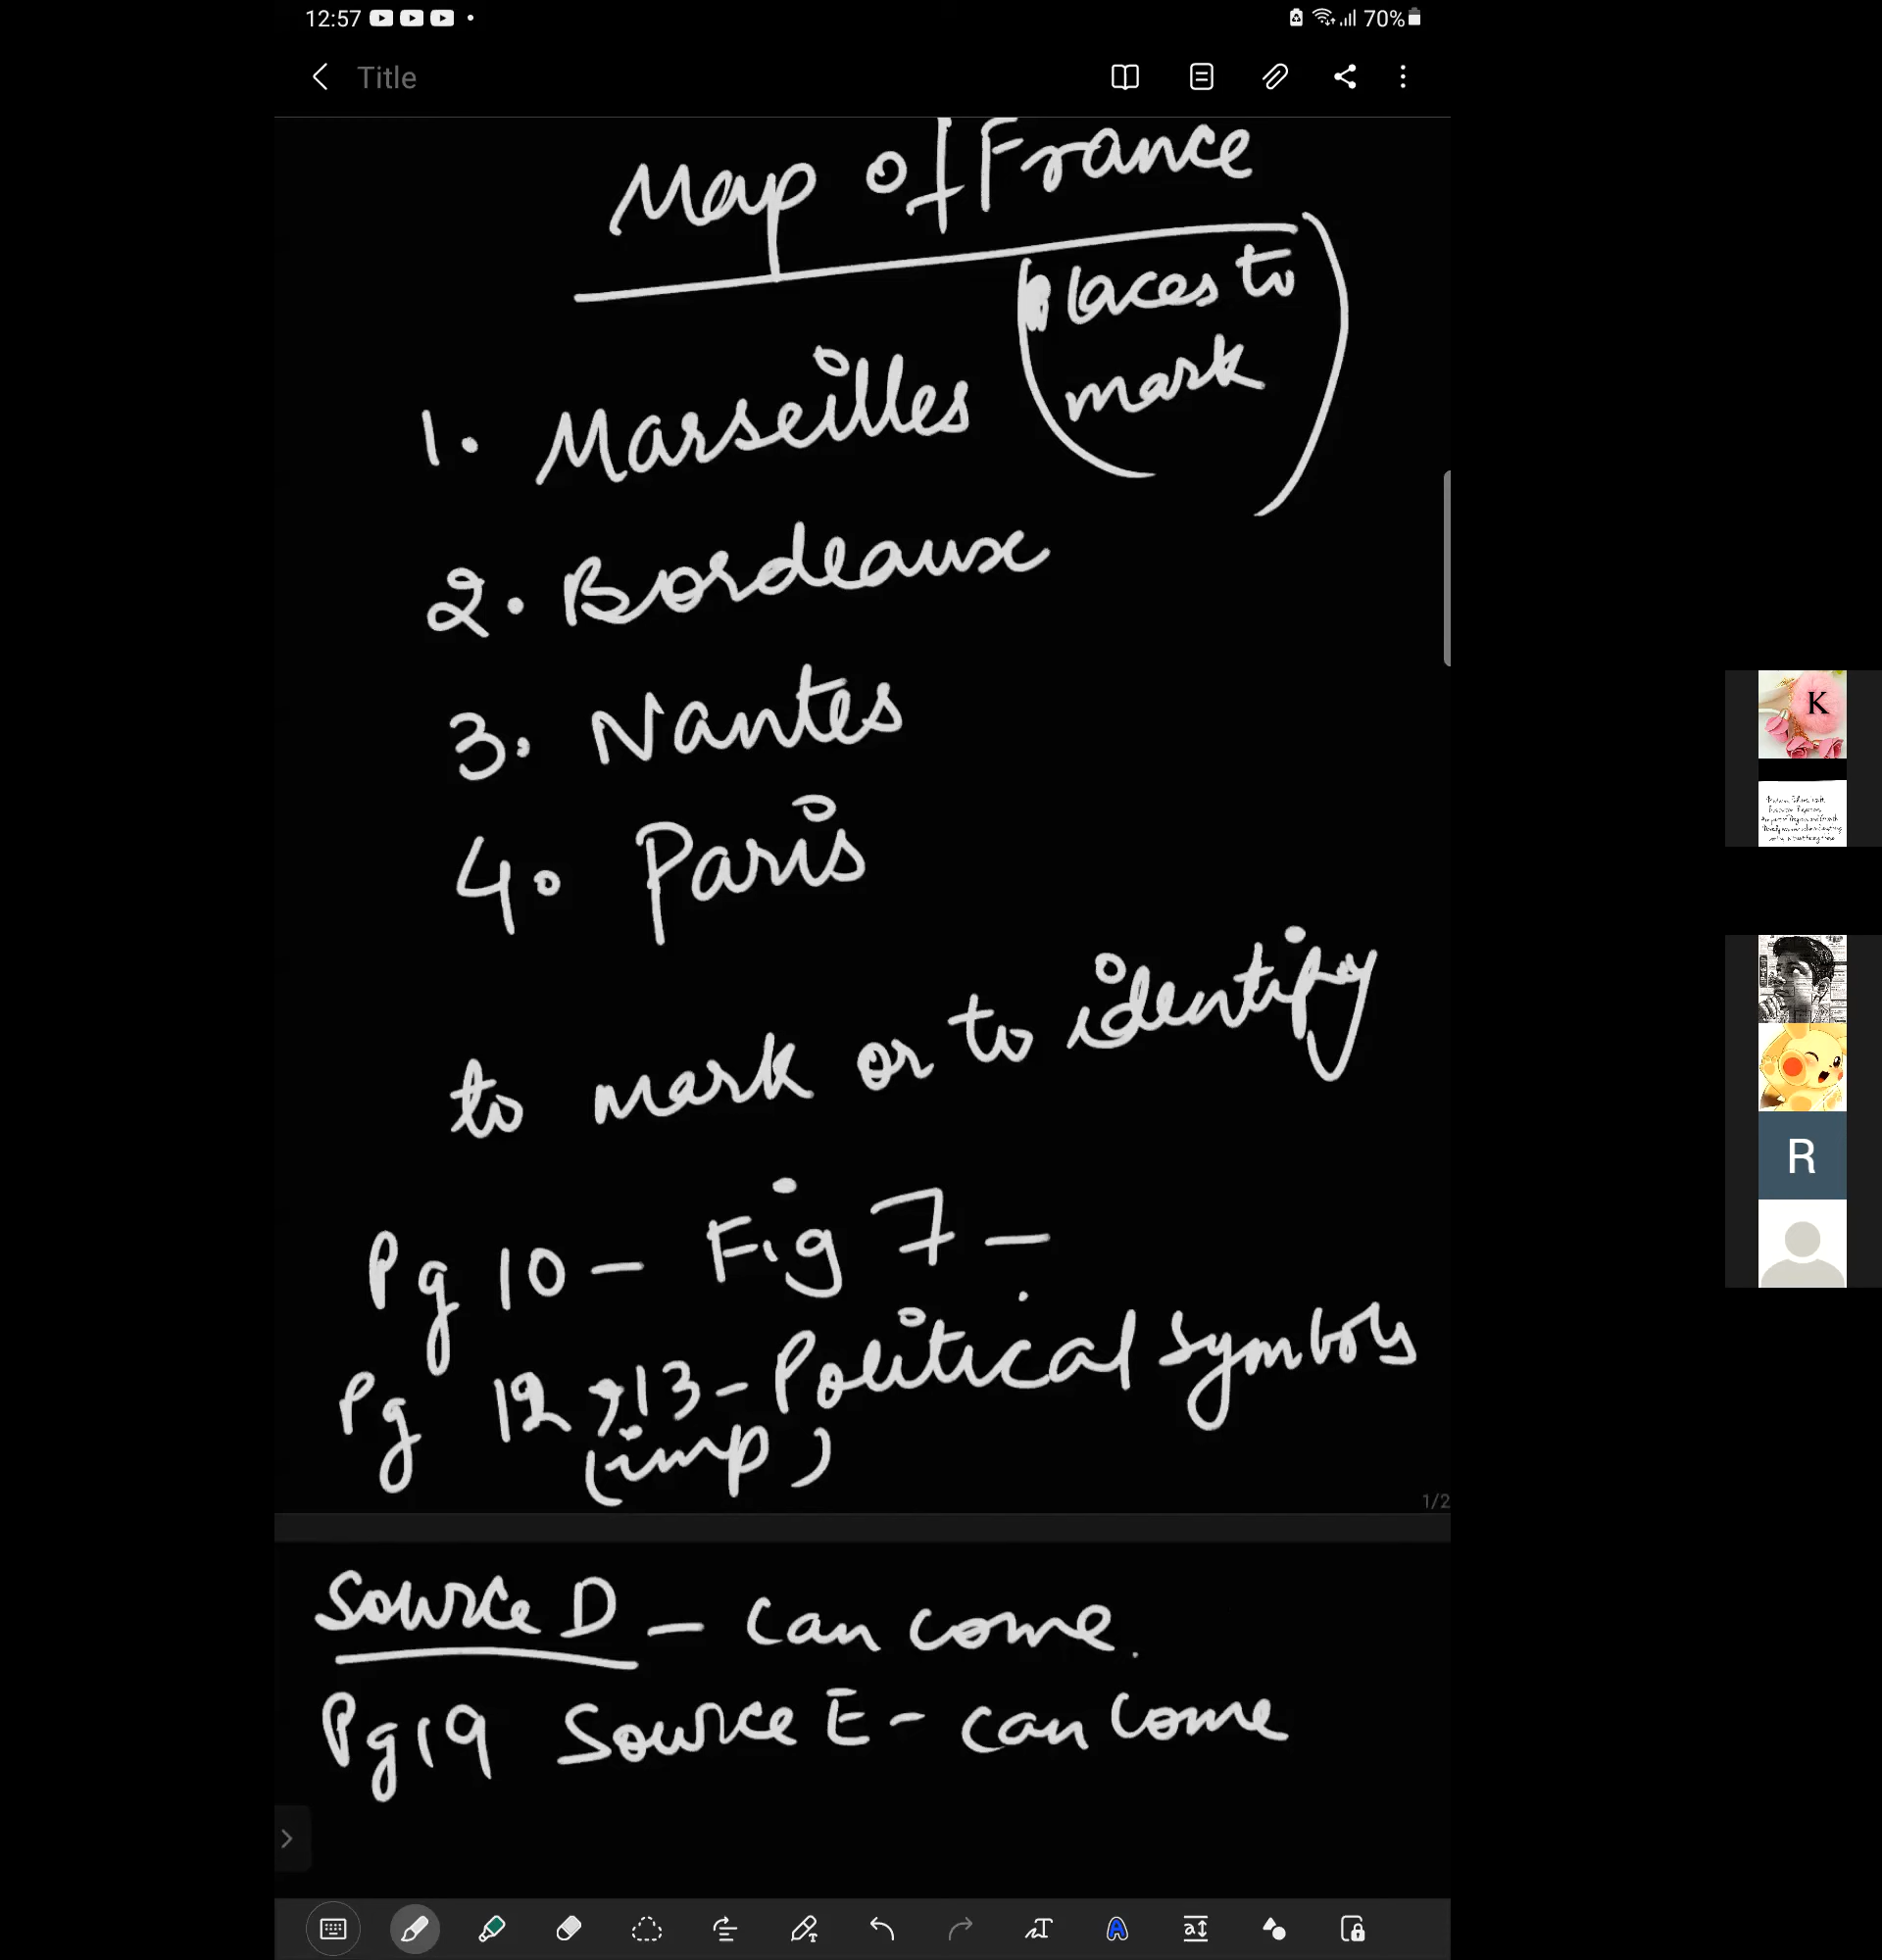 12:57
70%
Title
Map of France
(places to
mark)
1. Marseilles
2. Bordeaux
3. Nantes
4. Paris
to mark or to identify
Pg 10 - Fig 7 -
Pg 12, 13 - Political symbols
(imp)
1/2
Source D - can come.
Pg 19 Source E - can come
K
R